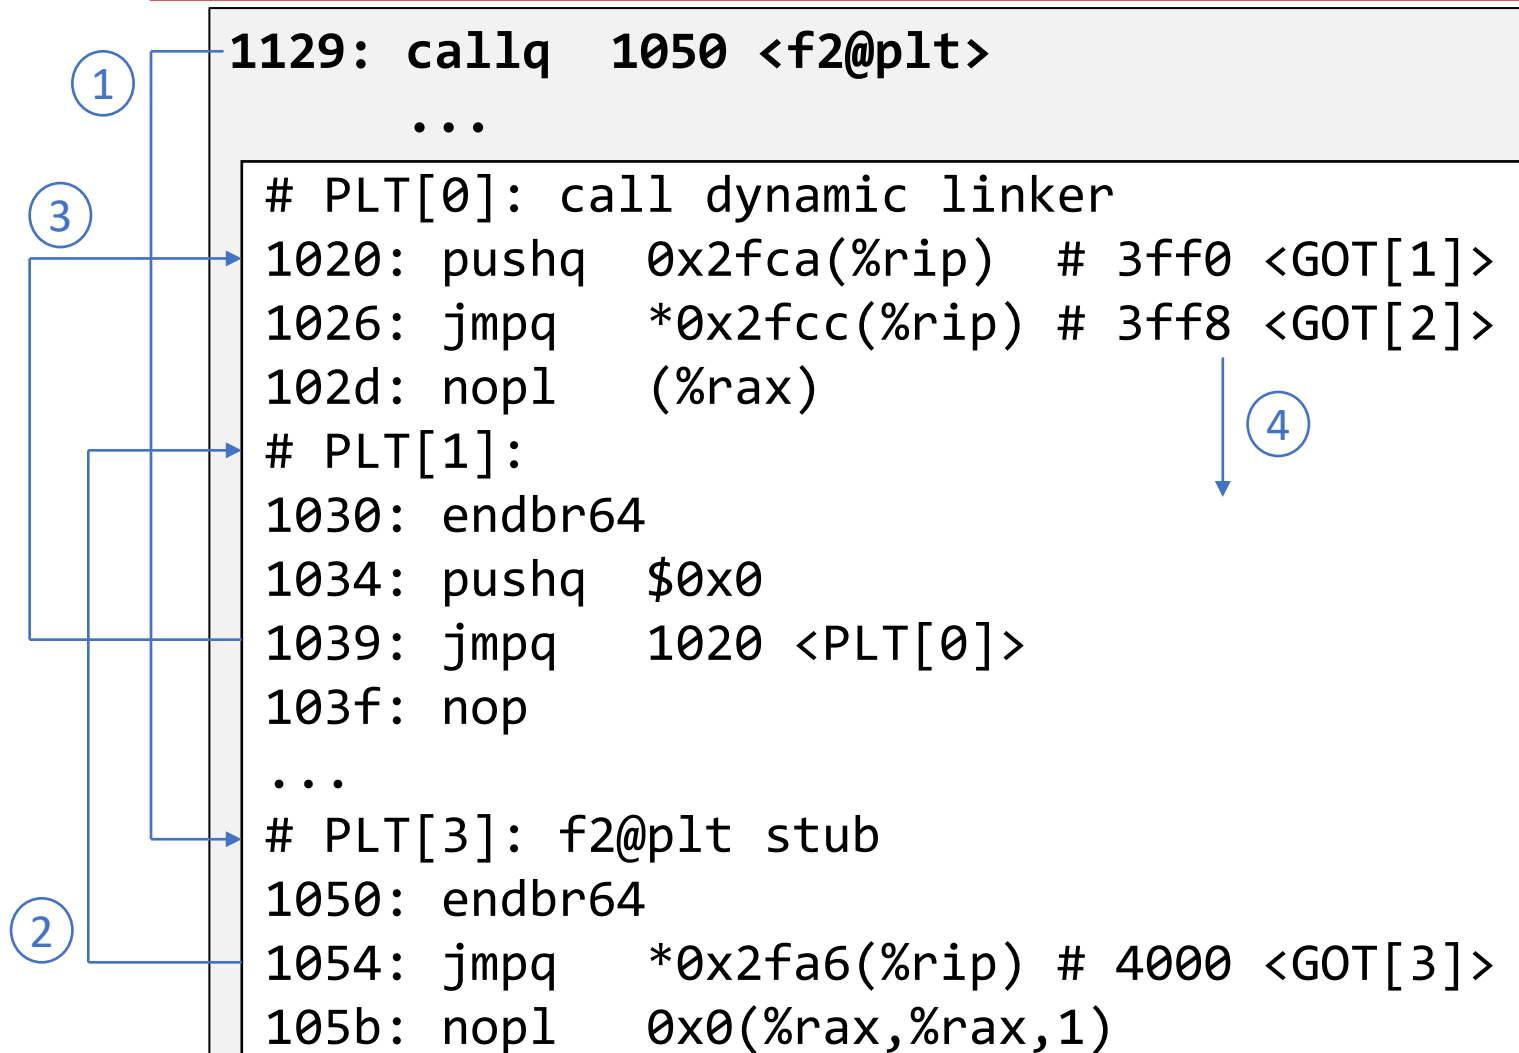 1129: callq  1050 <f2@plt>
...
# PLT[0]: call dynamic linker
1020: pushq  0x2fca(%rip)  # 3ff0 <GOT[1]>
1026: jmpq   *0x2fcc(%rip) # 3ff8 <GOT[2]>
102d: nopl   (%rax)
# PLT[1]:
1030: endbr64
1034: pushq  $0x0
1039: jmpq   1020 <PLT[0]>
103f: nop
...
# PLT[3]: f2@plt stub
1050: endbr64
1054: jmpq   *0x2fa6(%rip) # 4000 <GOT[3]>
105b: nopl   0x0(%rax,%rax,1)
1
3
4
2